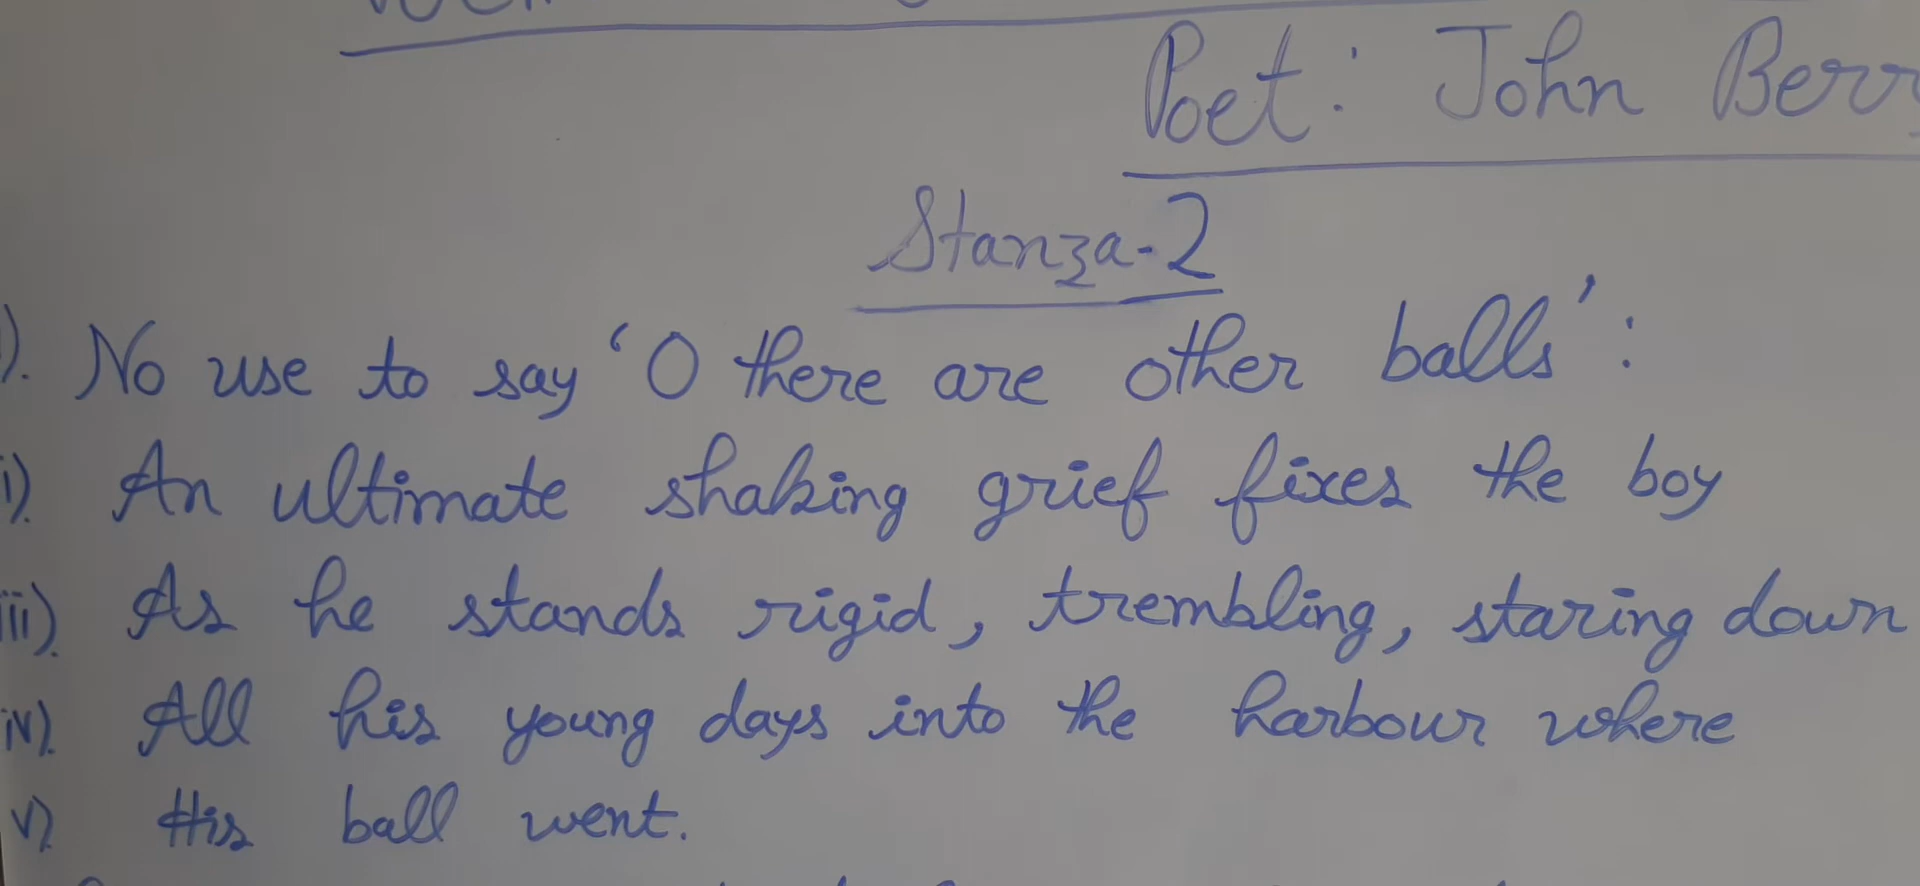 Poet: John Berr
Stanza-2
). No use to say 'O there are other balls':
i). An ultimate shaking grief fixes the boy
iii). As he stands rigid, trembling, staring down
iv). All his young days into the harbour where
v) His ball went.